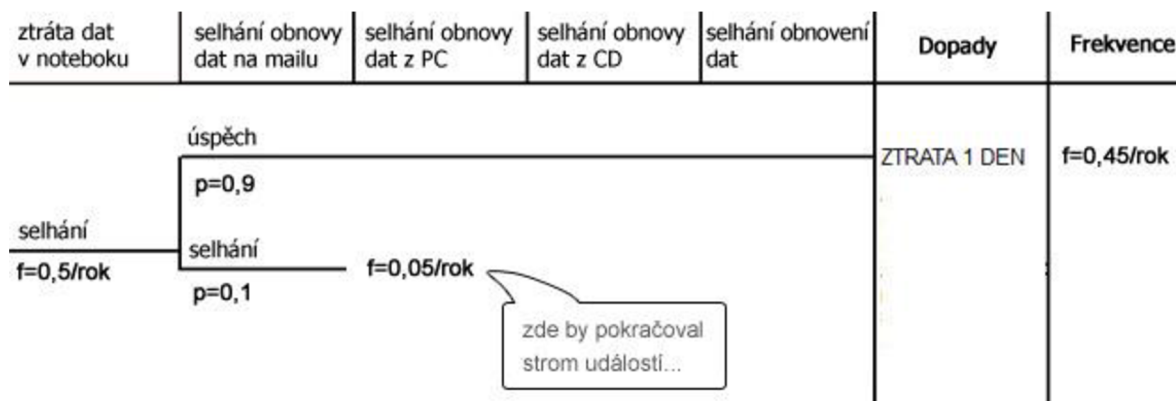 ztráta dat
v noteboku
selhání obnovy
dat na mailu
selhání obnovy
dat z PC
selhání obnovy
dat z CD
selhání obnovení
dat
Dopady
Frekvence
úspěch
p=0,9
ZTRATA 1 DEN
f=0,45/rok
selhání
f=0,5/rok
selhání
p=0,1
f=0,05/rok
zde by pokračoval
strom událostí...